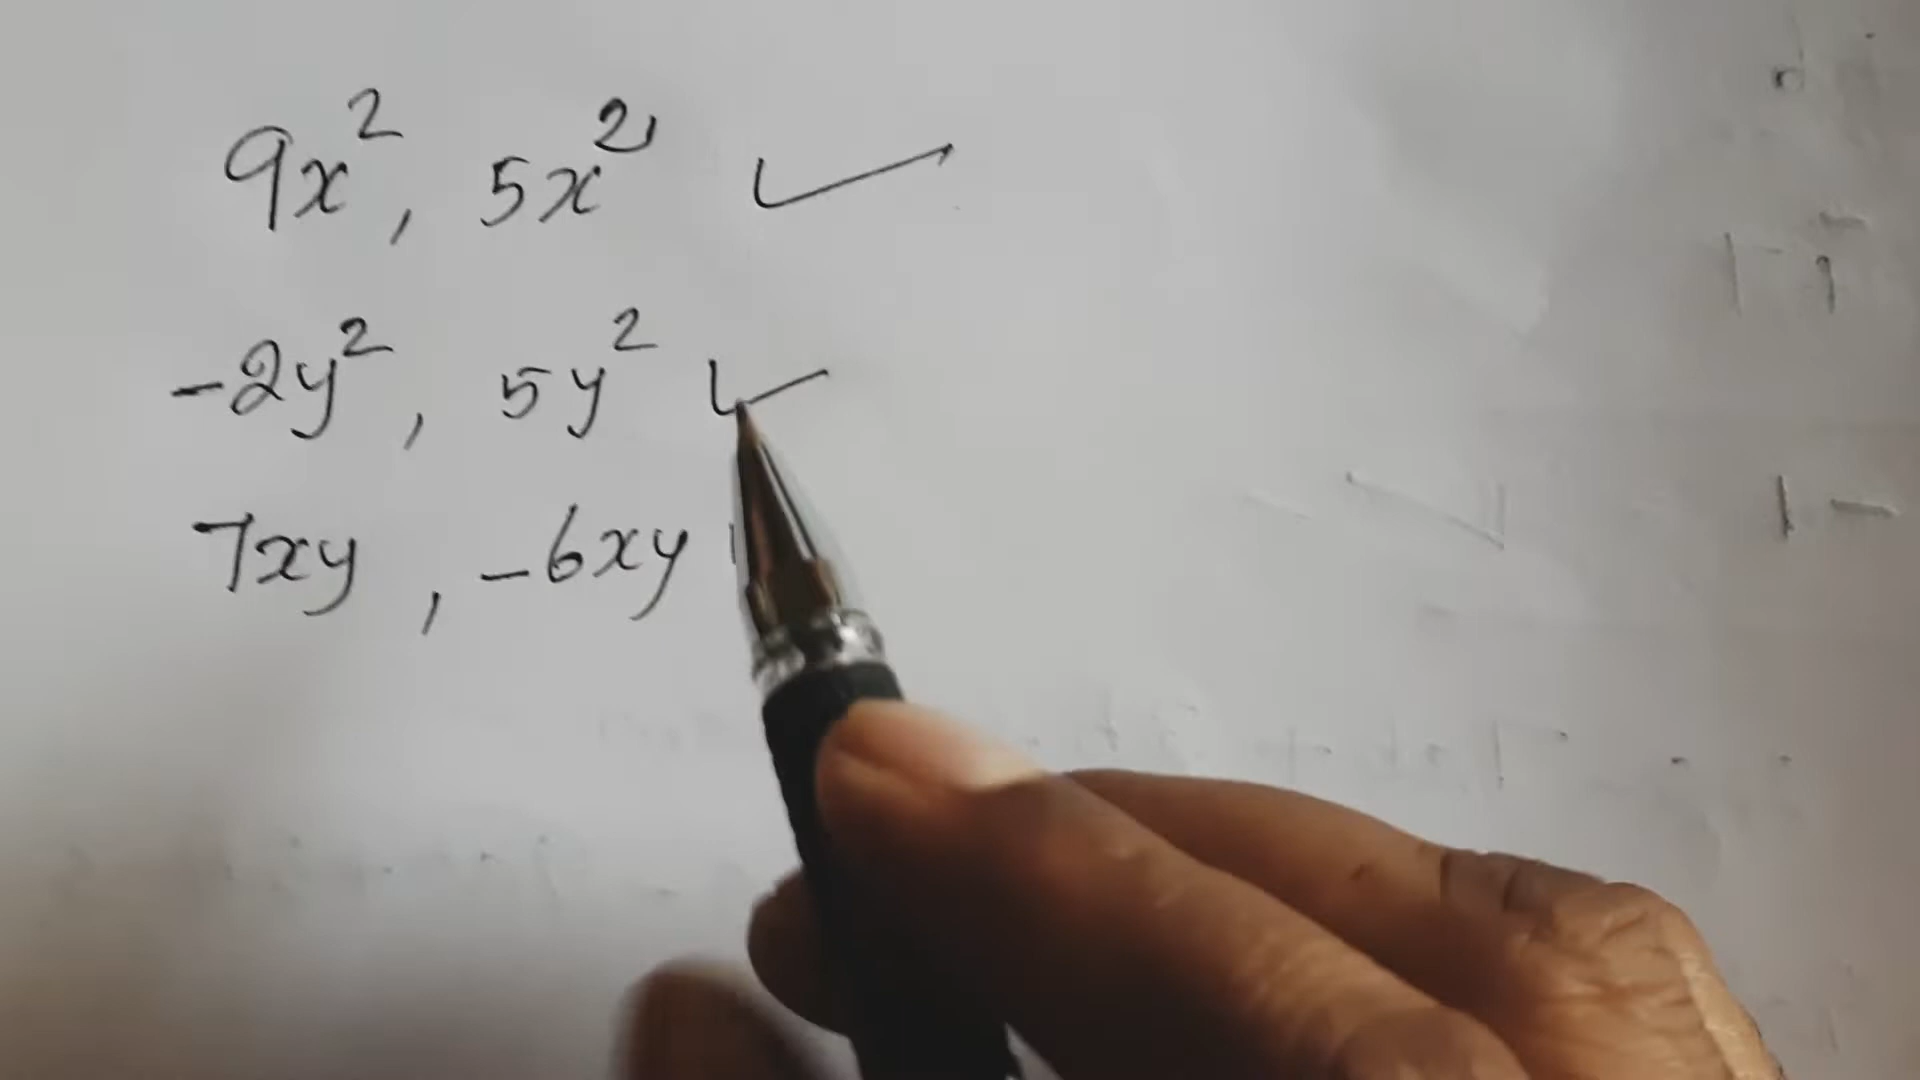 9x², 5x² ✓
-2y², 5y² ✓
7xy, -6xy